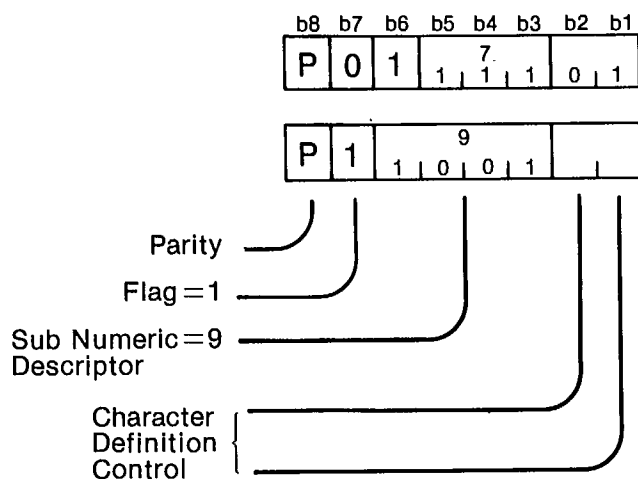 b8 b7 b6 b5 b4 b3 b2 b1
P 0 1 7
1 1 1 0 1
P 1 9
1 0 0 1
Parity
Flag=1
Sub Numeric=9
Descriptor
Character
Definition
Control